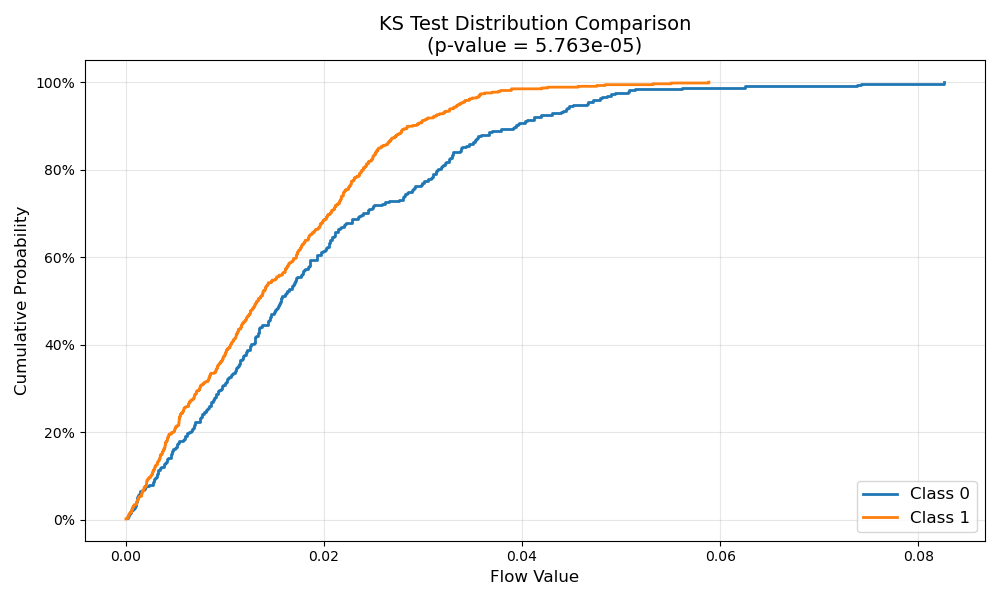 KS Test Distribution Comparison
(p-value = 5.763e-05)
Cumulative Probability
100%
80%
60%
40%
20%
0%
0.00
0.02
0.04
0.06
0.08
Flow Value
Class 0
Class 1